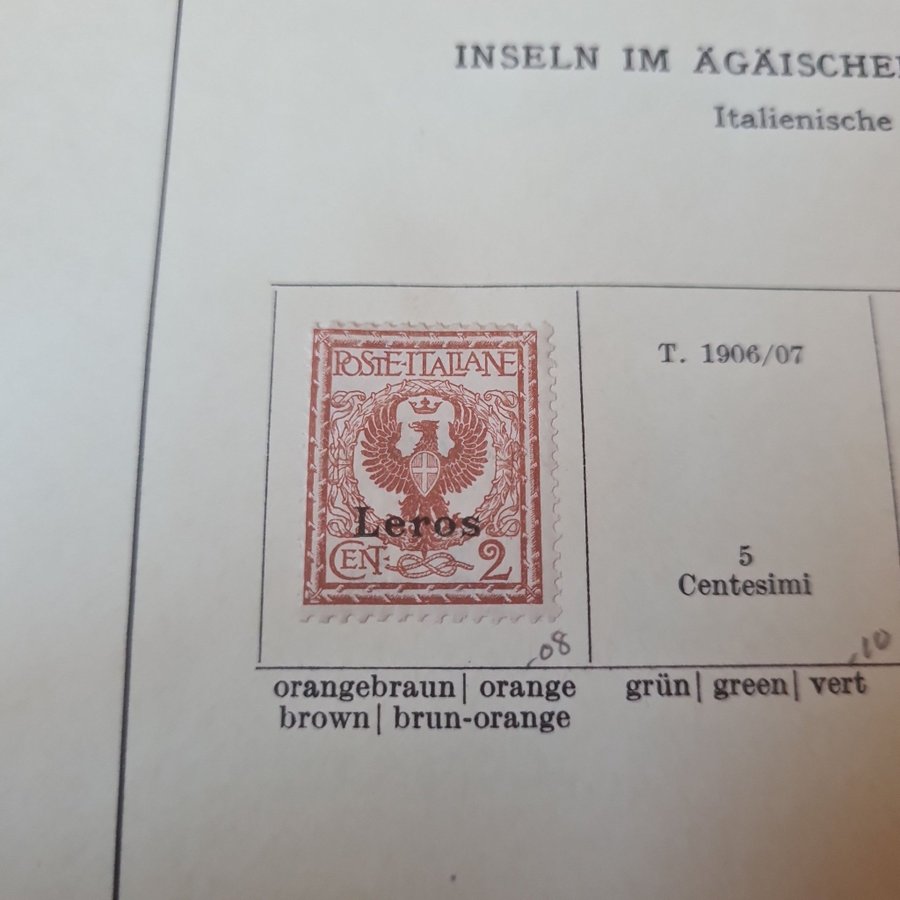 INSELN IM ÄGÄISCHE
Italienische
POSTE·ITALIANE
Leros
CENT· 2
T. 1906/07
5
Centesimi
.08
.10
orangebraun| orange
brown| brun-orange
grün| green| vert